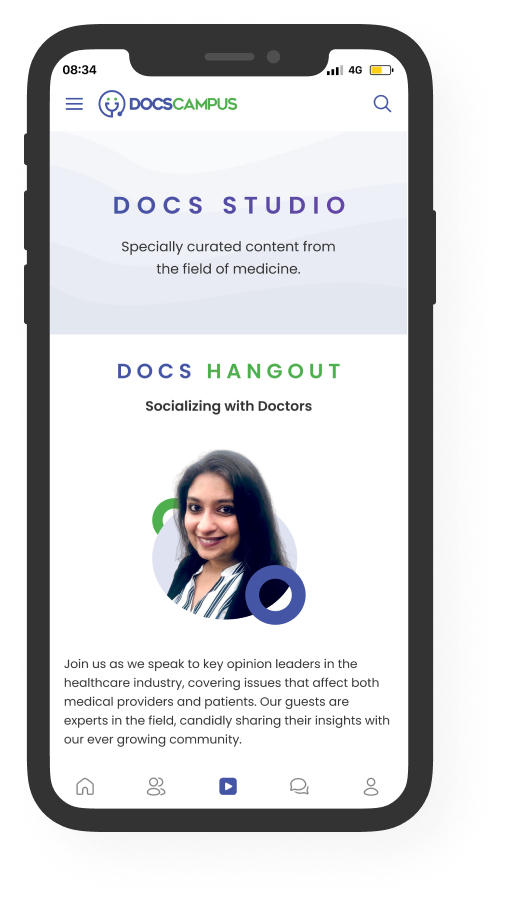 08:34
4G
DOCSCAMPUS
DOCS STUDIO
Specially curated content from
the field of medicine.
DOCS HANGOUT
Socializing with Doctors
Join us as we speak to key opinion leaders in the
healthcare industry, covering issues that affect both
medical providers and patients. Our guests are
experts in the field, candidly sharing their insights with
our ever growing community.